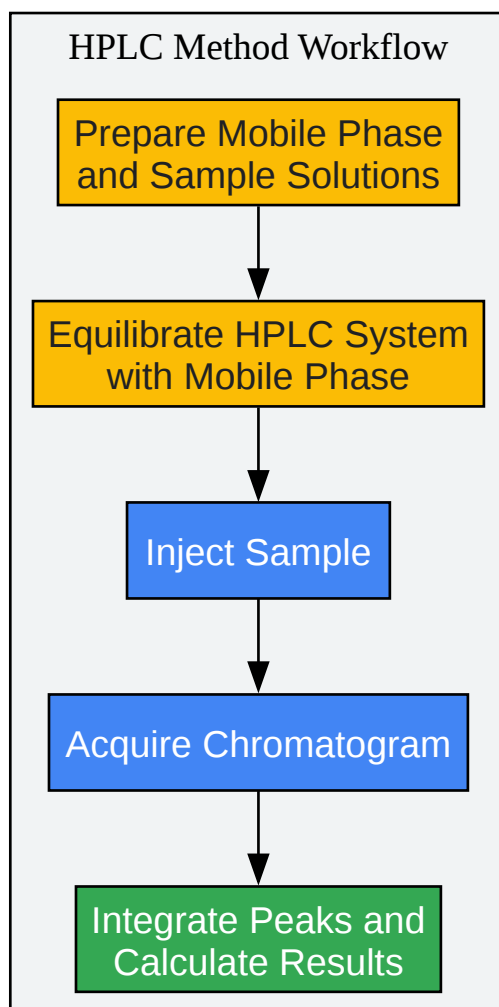 HPLC Method Workflow
Prepare Mobile Phase
and Sample Solutions
Equilibrate HPLC System
with Mobile Phase
Inject Sample
Acquire Chromatogram
Integrate Peaks and
Calculate Results